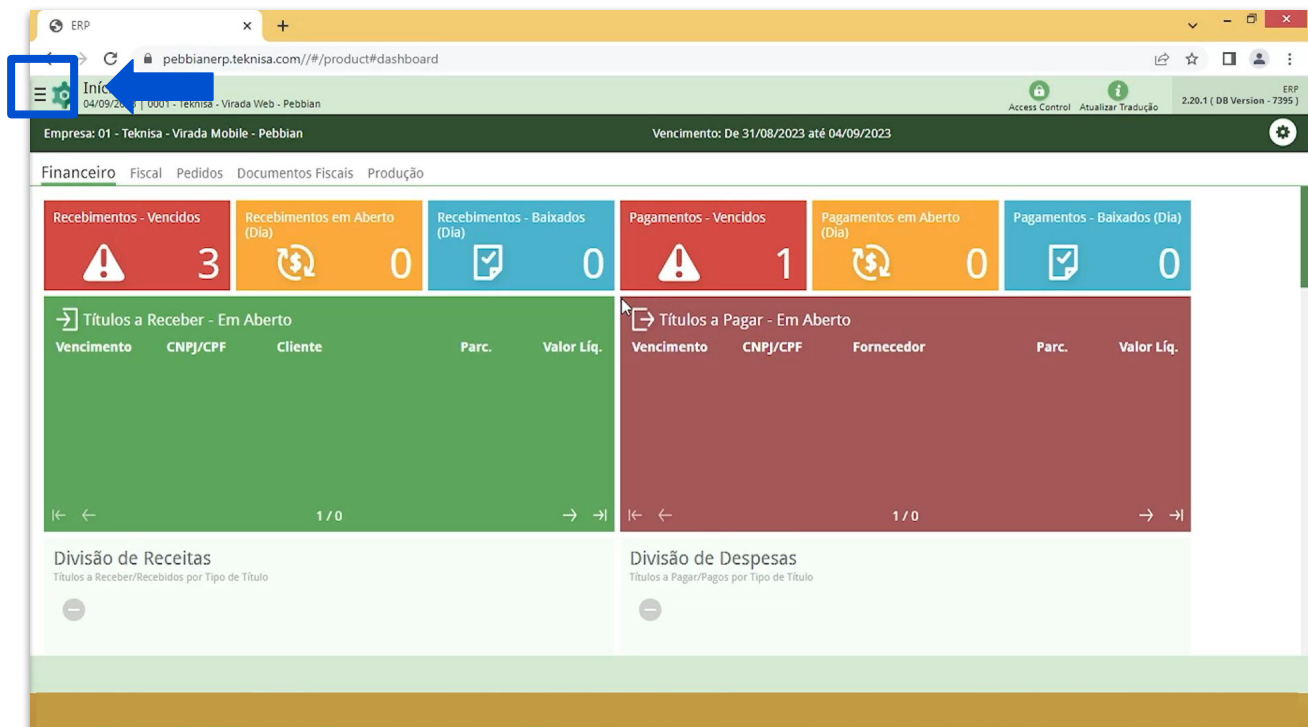 ERP
pebbianerp.teknisa.com//#/product#dashboard
04/09/2023 | 0001 - Teknisa - Virada Web - Pebbian
Access Control
Atualizar Tradução
ERP
2.20.1 ( DB Version - 7395 )
Empresa: 01 - Teknisa - Virada Mobile - Pebbian
Vencimento: De 31/08/2023 até 04/09/2023
Financeiro Fiscal Pedidos Documentos Fiscais Produção
Recebimentos - Vencidos
3
Recebimentos em Aberto
(Dia)
0
Recebimentos - Baixados
(Dia)
0
Pagamentos - Vencidos
1
Pagamentos em Aberto
(Dia)
0
Pagamentos - Baixados (Dia)
0
Títulos a Receber - Em Aberto
Vencimento CNPJ/CPF Cliente Parc. Valor Líq.
1 / 0
Títulos a Pagar - Em Aberto
Vencimento CNPJ/CPF Fornecedor Parc. Valor Líq.
1 / 0
Divisão de Receitas
Títulos a Receber/Recebidos por Tipo de Título
Divisão de Despesas
Títulos a Pagar/Pagos por Tipo de Título